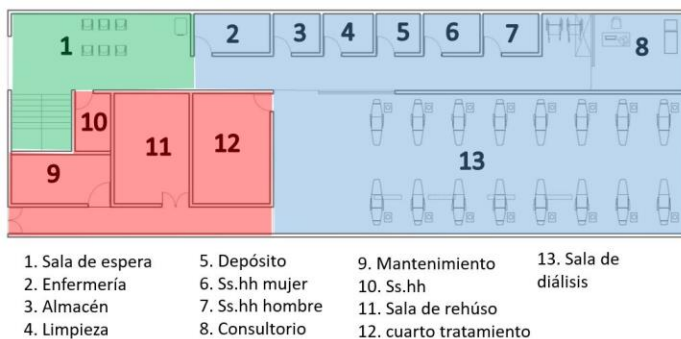 1
2
3
4
5
6
7
8
10
9
11
12
13
1. Sala de espera
2. Enfermería
3. Almacén
4. Limpieza
5. Depósito
6. Ss.hh mujer
7. Ss.hh hombre
8. Consultorio
9. Mantenimiento
10. Ss.hh
11. Sala de rehúso
12. cuarto tratamiento
13. Sala de
diálisis